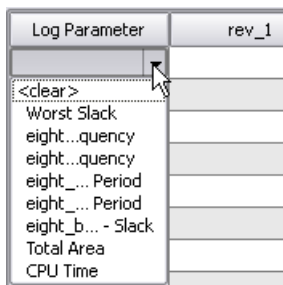 Log Parameter rev_1
<clear>
Worst Slack
eight...quency
eight...quency
eight_... Period
eight_... Period
eight_b... - Slack
Total Area
CPU Time